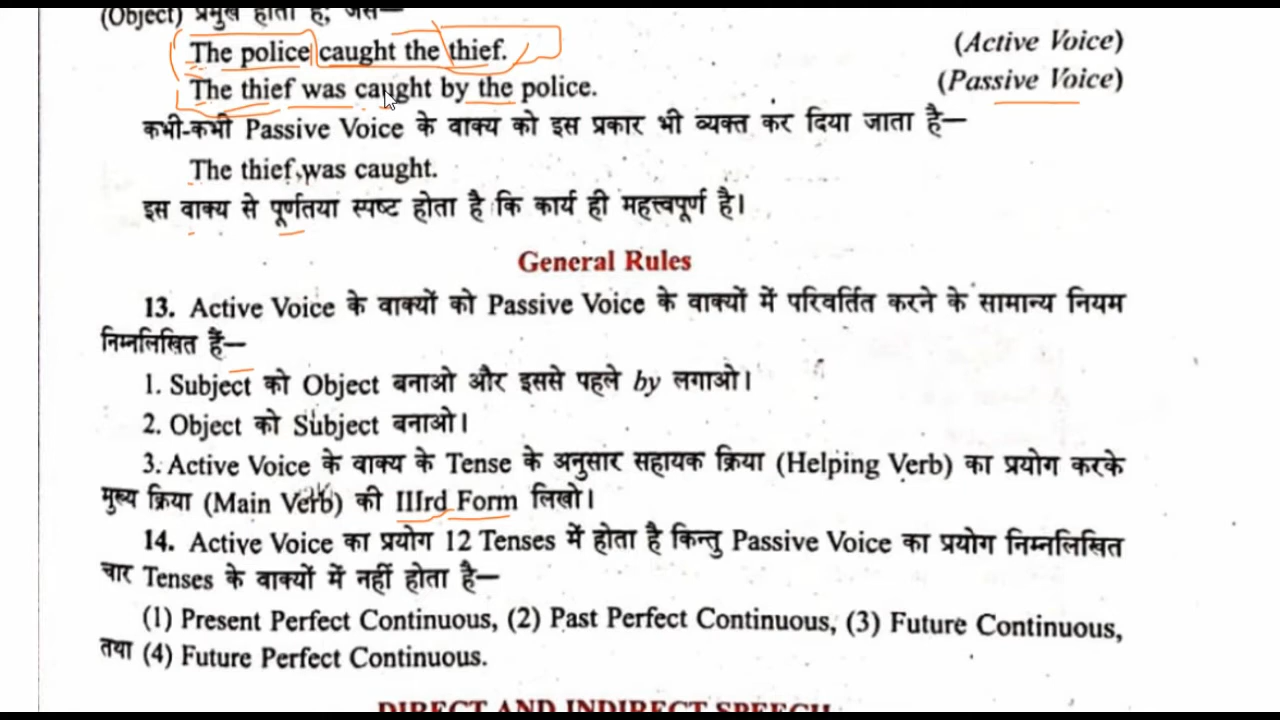 (Object) प्रमुख होता है; जैसे—
The police caught the thief. (Active Voice)
The thief was caught by the police. (Passive Voice)
कभी-कभी Passive Voice के वाक्य को इस प्रकार भी व्यक्त कर दिया जाता है—
The thief was caught.
इस वाक्य से पूर्णतया स्पष्ट होता है कि कार्य ही महत्त्वपूर्ण है।
General Rules
13. Active Voice के वाक्यों को Passive Voice के वाक्यों में परिवर्तित करने के सामान्य नियम
निम्नलिखित हैं—
1. Subject को Object बनाओ और इससे पहले by लगाओ।
2. Object को Subject बनाओ।
3. Active Voice के वाक्य के Tense के अनुसार सहायक क्रिया (Helping Verb) का प्रयोग करके
मुख्य क्रिया (Main Verb) की IIIrd Form लिखो।
14. Active Voice का प्रयोग 12 Tenses में होता है किन्तु Passive Voice का प्रयोग निम्नलिखित
चार Tenses के वाक्यों में नहीं होता है—
(1) Present Perfect Continuous, (2) Past Perfect Continuous, (3) Future Continuous,
तथा (4) Future Perfect Continuous.
DIRECT AND INDIRECT SPEECH